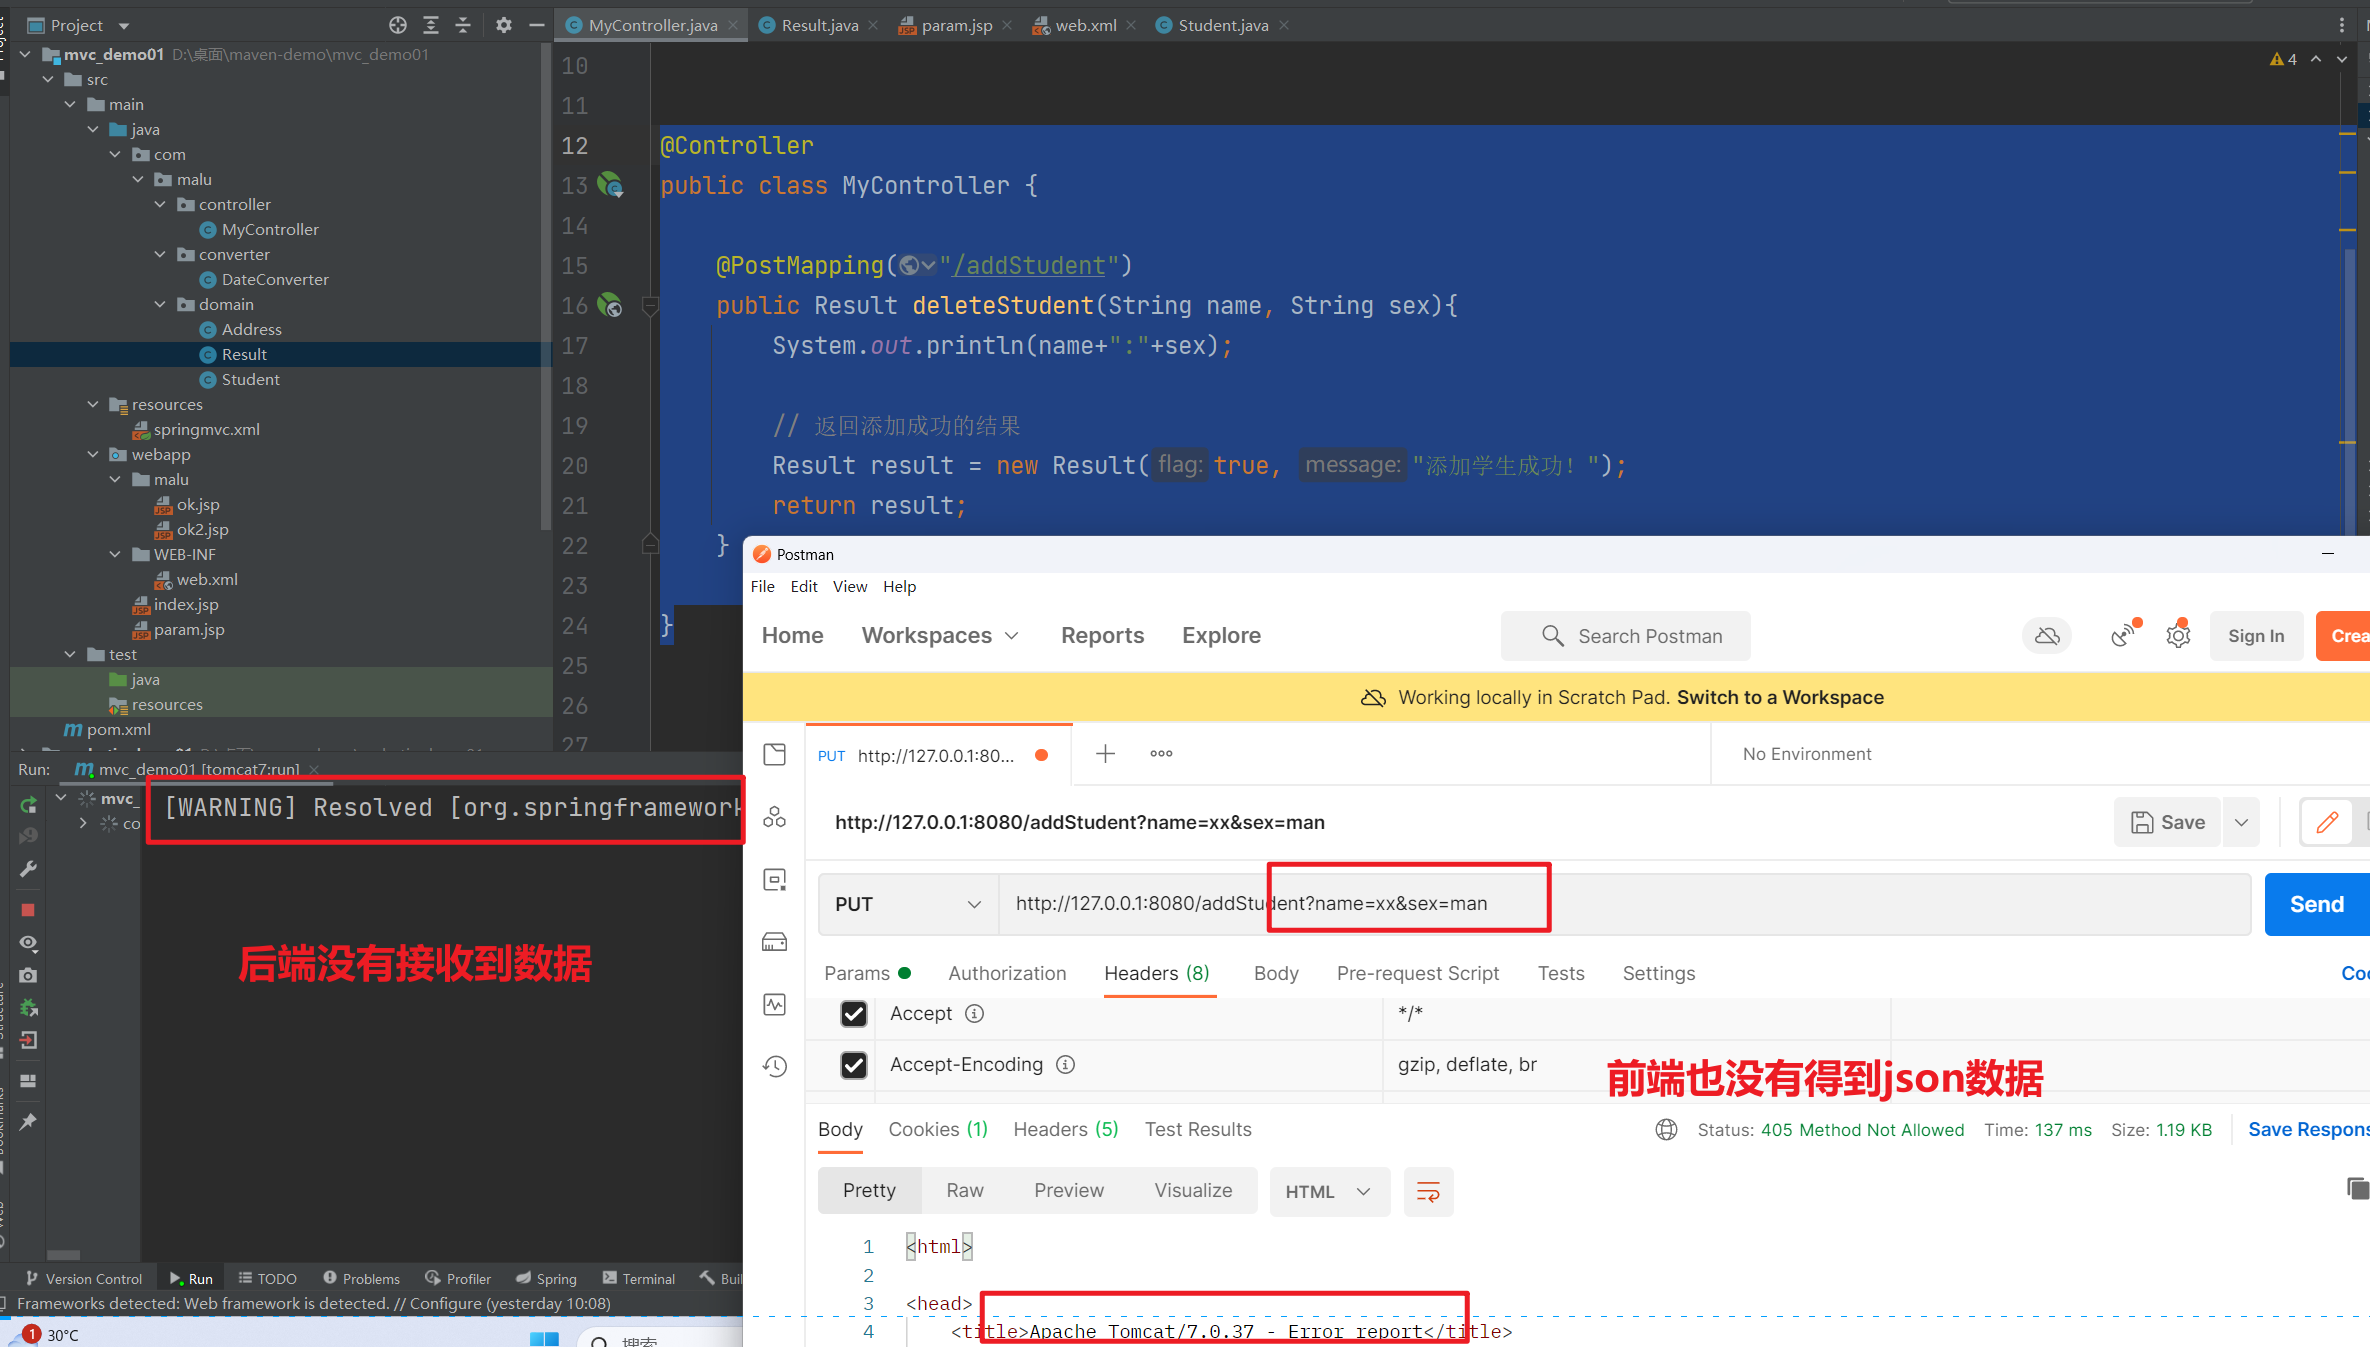 Project
MyController.java
Result.java
param.jsp
web.xml
Student.java
mvc_demo01 D:\桌面\maven-demo\mvc_demo01
src
main
java
com
malu
controller
MyController
converter
DateConverter
domain
Address
Result
Student
resources
springmvc.xml
webapp
malu
ok.jsp
ok2.jsp
WEB-INF
web.xml
index.jsp
param.jsp
test
java
resources
pom.xml
4
10
11
12 @Controller
13 public class MyController {
14
15 @PostMapping("/addStudent")
16 public Result deleteStudent(String name, String sex){
17 System.out.println(name+":"+sex);
18
19 // 返回添加成功的结果
20 Result result = new Result( flag: true, message: "添加学生成功！");
21 return result;
22 }
23
24 }
25
26
27
Run: mvc_demo01 [tomcat7:run]
mvc_
co
[WARNING] Resolved [org.springframework
后端没有接收到数据
Version Control
Run
TODO
Problems
Profiler
Spring
Terminal
Buil
Frameworks detected: Web framework is detected. // Configure (yesterday 10:08)
1
30°C
搜索
Postman
File Edit View Help
Home Workspaces Reports Explore
Search Postman
Sign In
Crea
Working locally in Scratch Pad. Switch to a Workspace
PUT http://127.0.0.1:80...
No Environment
http://127.0.0.1:8080/addStudent?name=xx&sex=man
Save
PUT
http://127.0.0.1:8080/addStudent?name=xx&sex=man
Send
Params Authorization Headers (8) Body Pre-request Script Tests Settings
Coo
Accept */*
Accept-Encoding gzip, deflate, br
前端也没有得到json数据
Body Cookies (1) Headers (5) Test Results
Status: 405 Method Not Allowed Time: 137 ms Size: 1.19 KB
Save Respons
Pretty Raw Preview Visualize HTML
1 <html>
2
3 <head>
4 <title>Apache Tomcat/7.0.37 - Error report</title>